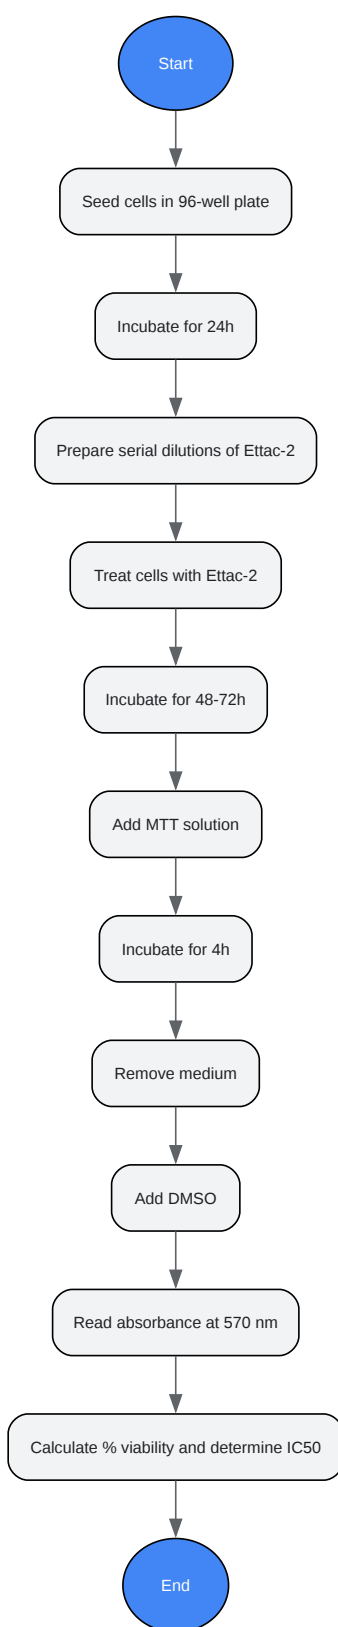 Start
Seed cells in 96-well plate
Incubate for 24h
Prepare serial dilutions of Ettac-2
Treat cells with Ettac-2
Incubate for 48-72h
Add MTT solution
Incubate for 4h
Remove medium
Add DMSO
Read absorbance at 570 nm
Calculate % viability and determine IC50
End